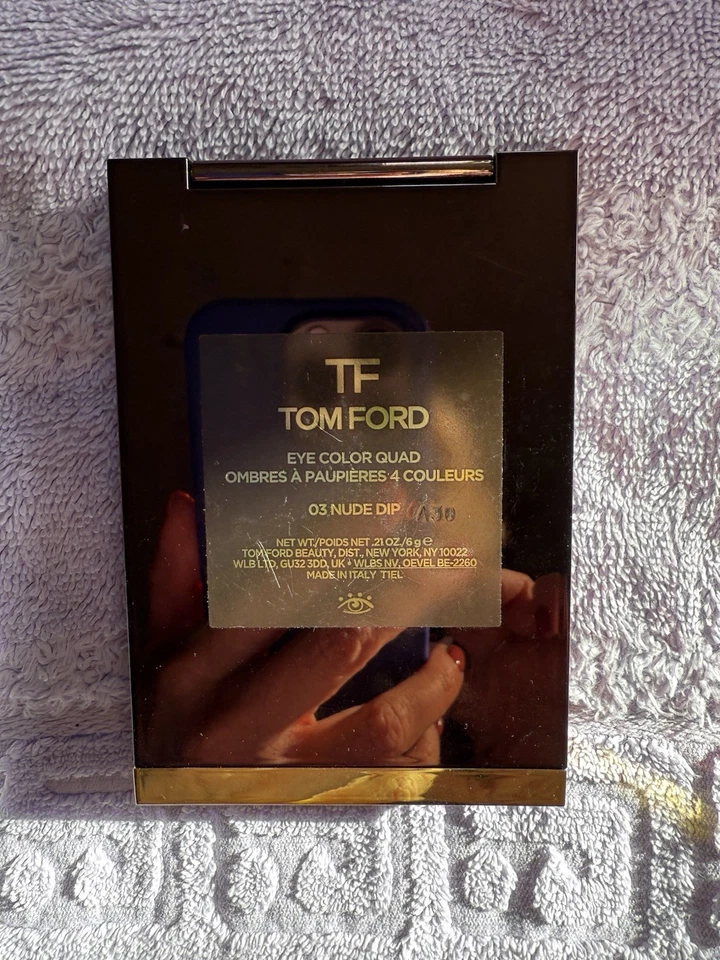 TF
TOM FORD
EYE COLOR QUAD
OMBRES À PAUPIÈRES 4 COULEURS
03 NUDE DIP A30
NET WT./POIDS NET .21 OZ./6 g ℮
TOM FORD BEAUTY, DIST., NEW YORK, NY 10022
WLB LTD, GU32 3DD, UK • WLBS NV, OEVEL BE-2260
MADE IN ITALY TIEL